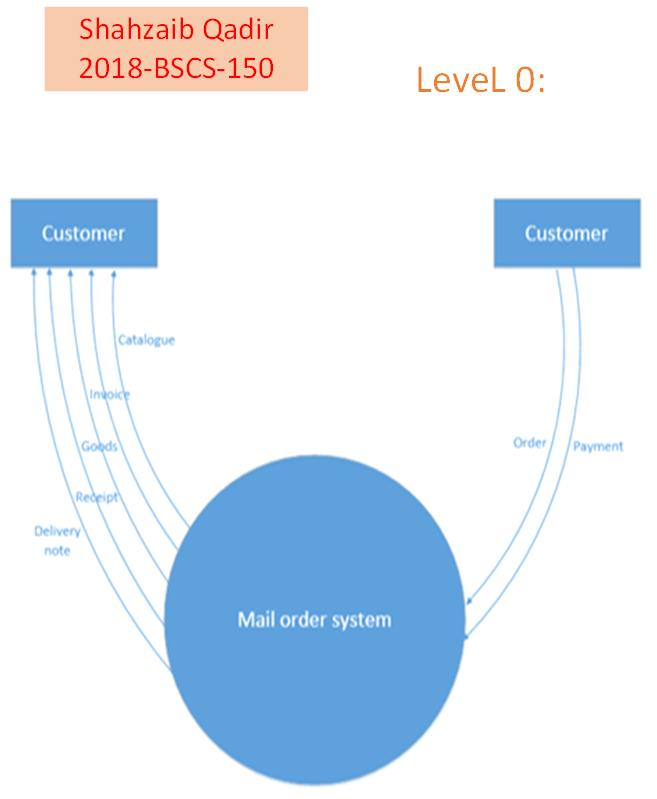 Shahzaib Qadir
2018-BSCS-150
LeveL 0:
Customer
Customer
Catalogue
Invoice
Goods
Receipt
Delivery
note
Order
Payment
Mail order system